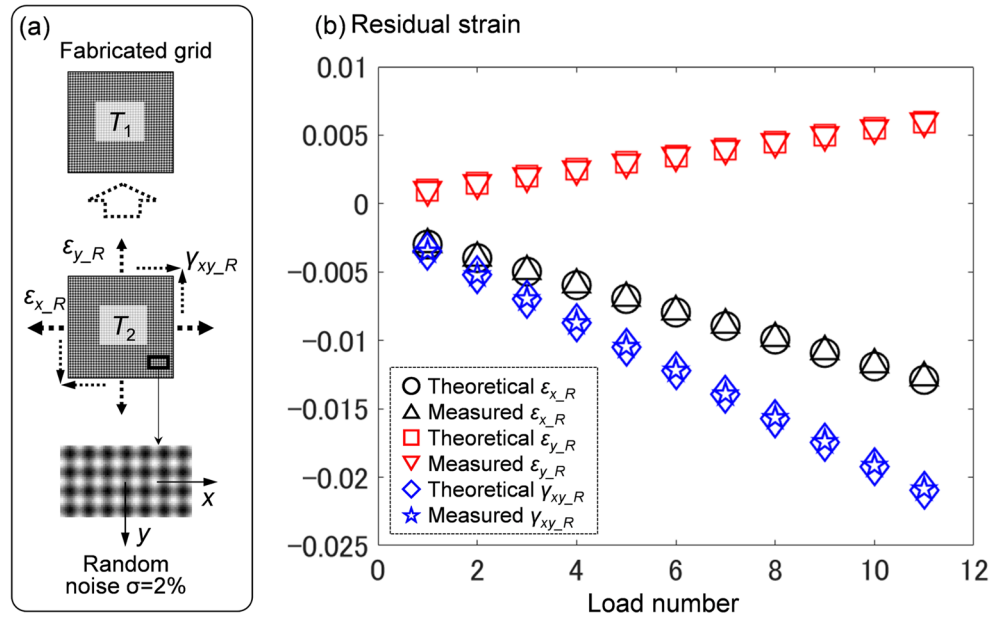 (a)
Fabricated grid
T1
εy_R
γxy_R
εx_R
T2
x
y
Random
noise σ=2%
(b) Residual strain
0.01
0.005
0
−0.005
−0.01
−0.015
−0.02
−0.025
Theoretical εx_R
Measured εx_R
Theoretical εy_R
Measured εy_R
Theoretical γxy_R
Measured γxy_R
0 2 4 6 8 10 12
Load number